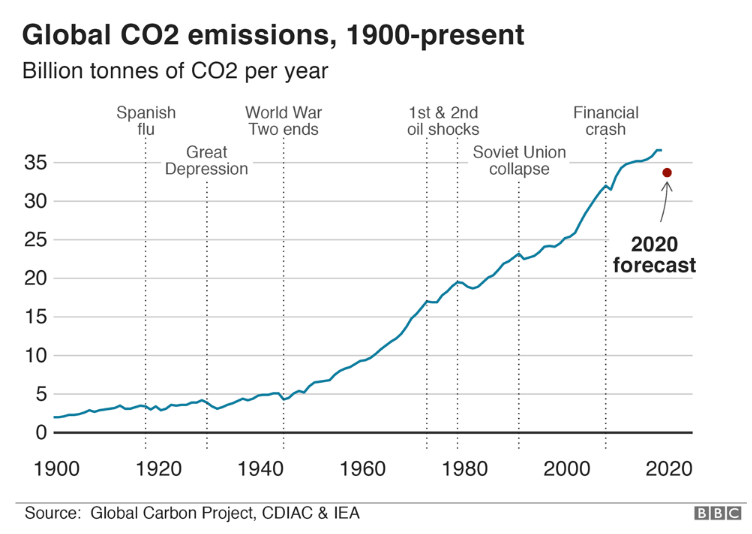 Global CO2 emissions, 1900-present
Billion tonnes of CO2 per year
Spanish
flu
World War
Two ends
1st & 2nd
oil shocks
Financial
crash
Great
Depression
Soviet Union
collapse
35
30
25
20
15
10
5
0
2020
forecast
1900
1920
1940
1960
1980
2000
2020
Source: Global Carbon Project, CDIAC & IEA
BBC